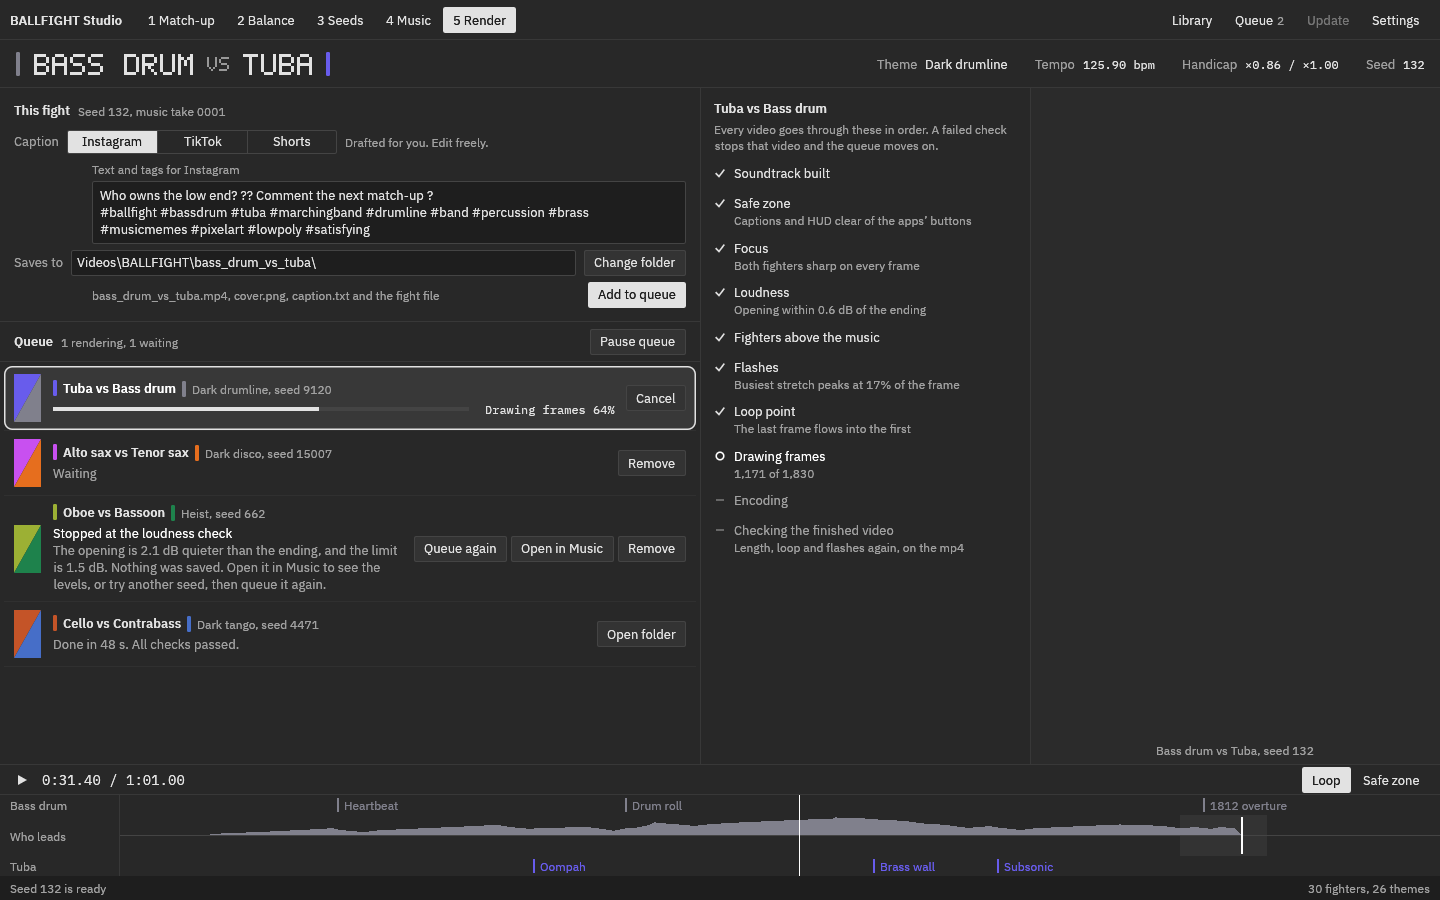 BALLFIGHT Studio 1 Match-up 2 Balance 3 Seeds 4 Music 5 Render Library Queue 2 Update Settings
BASS DRUM VS TUBA Theme Dark drumline Tempo 125.90 bpm Handicap ×0.86 / ×1.00 Seed 132
This fight Seed 132, music take 0001
Caption Instagram TikTok Shorts Drafted for you. Edit freely.
Text and tags for Instagram
Who owns the low end? ?? Comment the next match-up ?
#ballfight #bassdrum #tuba #marchingband #drumline #band #percussion #brass
#musicmemes #pixelart #lowpoly #satisfying
Saves to Videos\BALLFIGHT\bass_drum_vs_tuba\ Change folder
bass_drum_vs_tuba.mp4, cover.png, caption.txt and the fight file Add to queue
Queue 1 rendering, 1 waiting Pause queue
Tuba vs Bass drum Dark drumline, seed 9120
Drawing frames 64% Cancel
Alto sax vs Tenor sax Dark disco, seed 15007
Waiting Remove
Oboe vs Bassoon Heist, seed 662
Stopped at the loudness check
The opening is 2.1 dB quieter than the ending, and the limit
is 1.5 dB. Nothing was saved. Open it in Music to see the
levels, or try another seed, then queue it again.
Queue again Open in Music Remove
Cello vs Contrabass Dark tango, seed 4471
Done in 48 s. All checks passed. Open folder
Tuba vs Bass drum
Every video goes through these in order. A failed check
stops that video and the queue moves on.
Soundtrack built
Safe zone
Captions and HUD clear of the apps’ buttons
Focus
Both fighters sharp on every frame
Loudness
Opening within 0.6 dB of the ending
Fighters above the music
Flashes
Busiest stretch peaks at 17% of the frame
Loop point
The last frame flows into the first
Drawing frames
1,171 of 1,830
Encoding
Checking the finished video
Length, loop and flashes again, on the mp4
Bass drum vs Tuba, seed 132
0:31.40 / 1:01.00 Loop Safe zone
Bass drum Heartbeat Drum roll 1812 overture
Who leads
Tuba Oompah Brass wall Subsonic
Seed 132 is ready 30 fighters, 26 themes